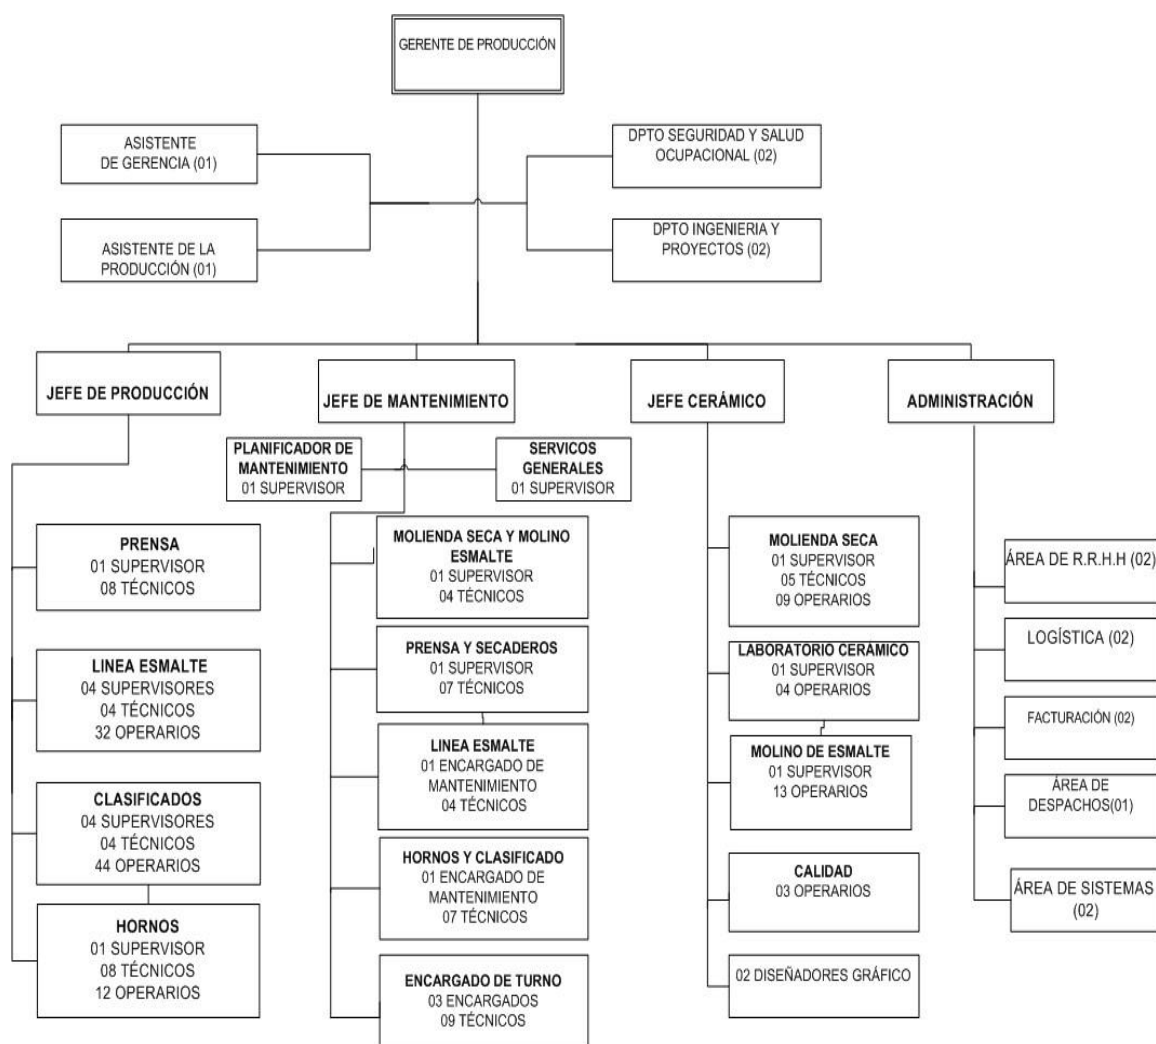 GERENTE DE PRODUCCIÓN
ASISTENTE
DE GERENCIA (01)
DPTO SEGURIDAD Y SALUD
OCUPACIONAL (02)
ASISTENTE DE LA
PRODUCCIÓN (01)
DPTO INGENIERIA Y
PROYECTOS (02)
JEFE DE PRODUCCIÓN
JEFE DE MANTENIMIENTO
JEFE CERÁMICO
ADMINISTRACIÓN
PLANIFICADOR DE
MANTENIMIENTO
01 SUPERVISOR
SERVICOS
GENERALES
01 SUPERVISOR
PRENSA
01 SUPERVISOR
08 TÉCNICOS
LINEA ESMALTE
04 SUPERVISORES
04 TÉCNICOS
32 OPERARIOS
CLASIFICADOS
04 SUPERVISORES
04 TÉCNICOS
44 OPERARIOS
HORNOS
01 SUPERVISOR
08 TÉCNICOS
12 OPERARIOS
MOLIENDA SECA Y MOLINO
ESMALTE
01 SUPERVISOR
04 TÉCNICOS
PRENSA Y SECADEROS
01 SUPERVISOR
07 TÉCNICOS
LINEA ESMALTE
01 ENCARGADO DE
MANTENIMIENTO
04 TÉCNICOS
HORNOS Y CLASIFICADO
01 ENCARGADO DE
MANTENIMIENTO
07 TÉCNICOS
ENCARGADO DE TURNO
03 ENCARGADOS
09 TÉCNICOS
MOLIENDA SECA
01 SUPERVISOR
05 TÉCNICOS
09 OPERARIOS
LABORATORIO CERÁMICO
01 SUPERVISOR
04 OPERARIOS
MOLINO DE ESMALTE
01 SUPERVISOR
13 OPERARIOS
CALIDAD
03 OPERARIOS
02 DISEÑADORES GRÁFICO
ÁREA DE R.R.H.H (02)
LOGÍSTICA (02)
FACTURACIÓN (02)
ÁREA DE
DESPACHOS(01)
ÁREA DE SISTEMAS
(02)